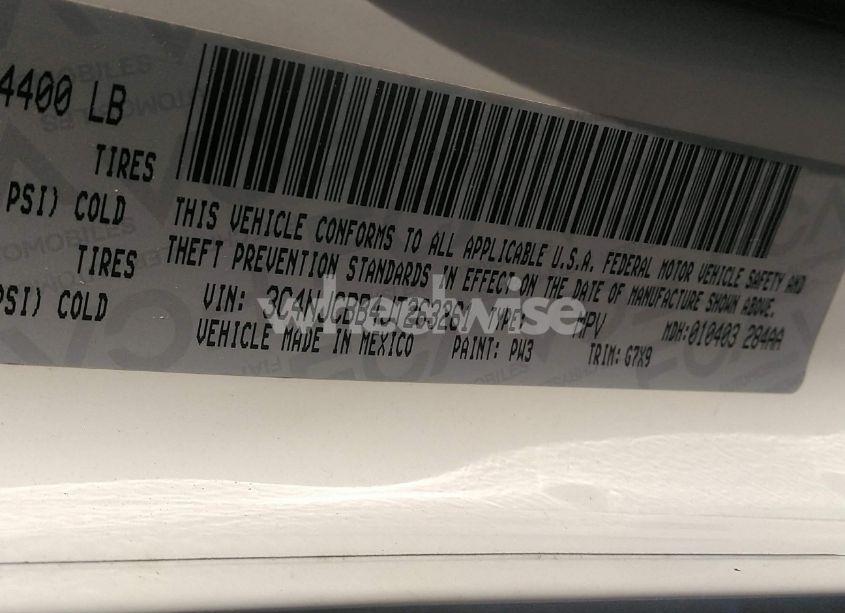 4400 LB
TIRES
PSI) COLD
TIRES
SI) COLD
THIS VEHICLE CONFORMS TO ALL APPLICABLE U.S.A. FEDERAL MOTOR VEHICLE SAFETY AND
THEFT PREVENTION STANDARDS IN EFFECT ON THE DATE OF MANUFACTURE SHOWN ABOVE.
VIN: 3C4NJCBB4JT263261 TYPE: MPV MDH: 010403 284AA
VEHICLE MADE IN MEXICO PAINT: PW3 TRIM: G7X9
wheelwise